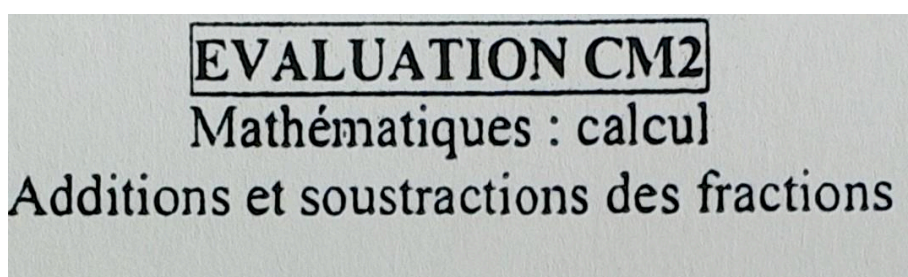 EVALUATION CM2
Mathématiques : calcul
Additions et soustractions des fractions